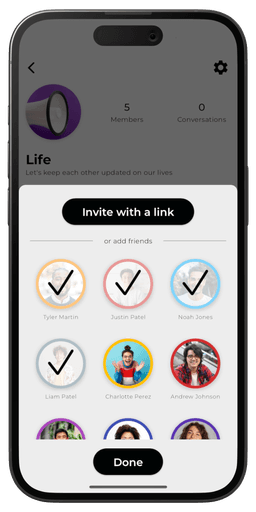 5
0
Members
Conversations
Life
Let's keep each other updated on our lives
Invite with a link
or add friends
Tyler Martin
Justin Patel
Noah Jones
Liam Patel
Charlotte Perez
Andrew Johnson
Done